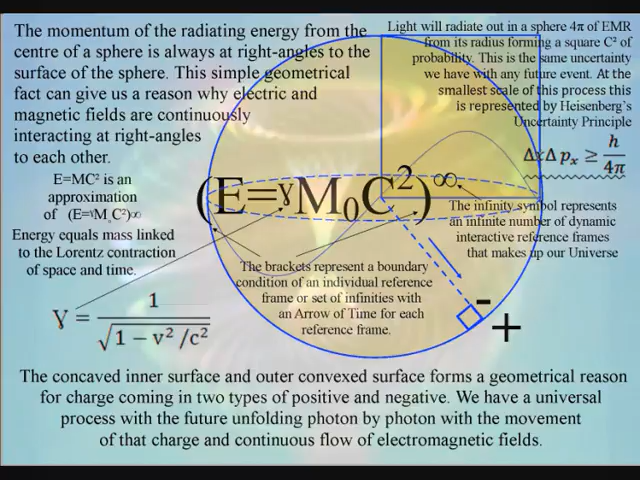 The momentum of the radiating energy from the
centre of a sphere is always at right-angles to the
surface of the sphere. This simple geometrical
fact can give us a reason why electric and
magnetic fields are continuously
interacting at right-angles
to each other.
Light will radiate out in a sphere 4π of EMR
from its radius forming a square C² of
probability. This is the same uncertainty
we have with any future event. At the
smallest scale of this process this
is represented by Heisenberg's
Uncertainty Principle
Δx Δ pₓ ≥ h/4π
E=MC² is an
approximation
of (E=ɣM₀C²)∞
Energy equals mass linked
to the Lorentz contraction
of space and time.
(E=ɣM₀C²)∞
The infinity symbol represents
an infinite number of dynamic
interactive reference frames
that makes up our Universe
The brackets represent a boundary
condition of an individual reference
frame or set of infinities with
an Arrow of Time for each
reference frame.
ɣ = 1/√(1 − v²/c²)
-
+
The concaved inner surface and outer convexed surface forms a geometrical reason
for charge coming in two types of positive and negative. We have a universal
process with the future unfolding photon by photon with the movement
of that charge and continuous flow of electromagnetic fields.